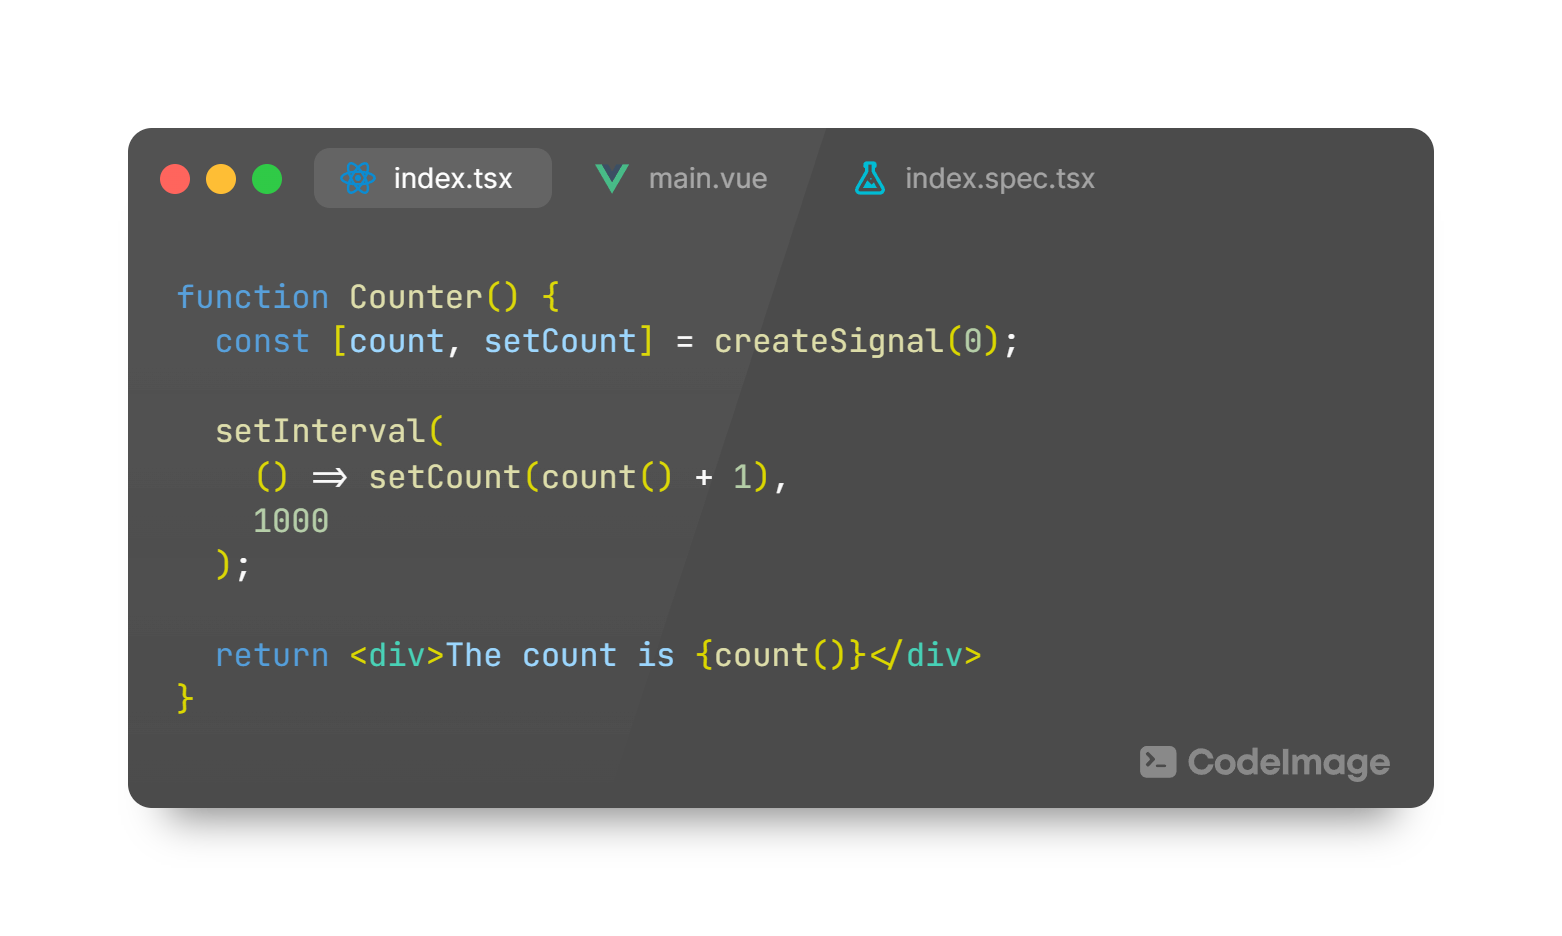 index.tsx main.vue index.spec.tsx
function Counter() {
  const [count, setCount] = createSignal(0);
  setInterval(
    () => setCount(count() + 1),
    1000
  );
  return <div>The count is {count()}</div>
}
CodeImage